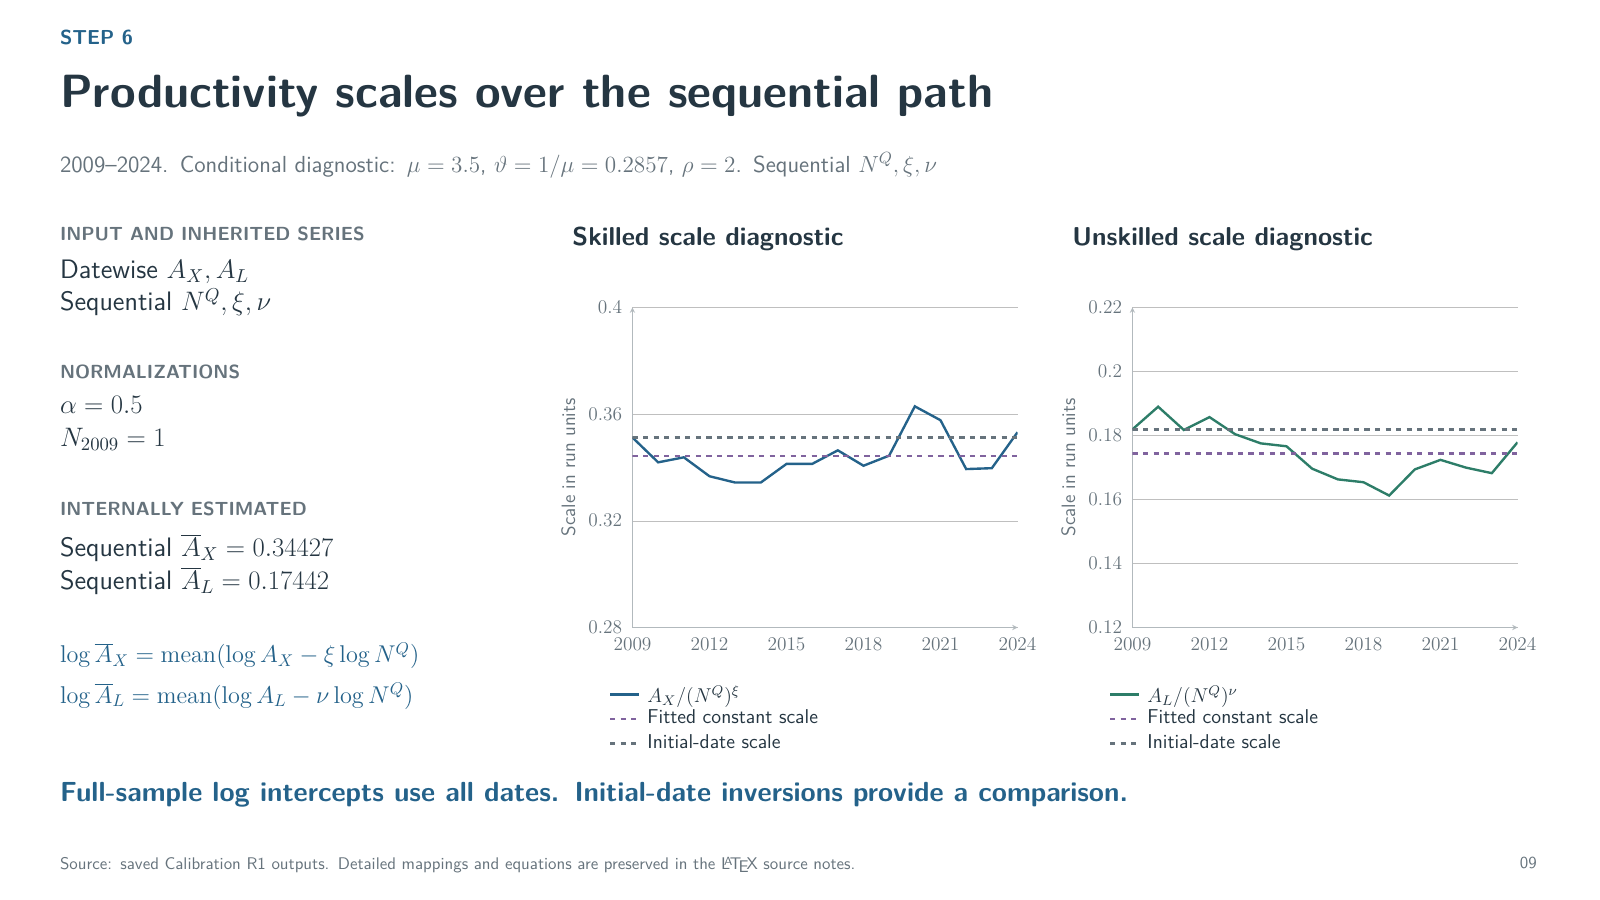 STEP 6
Productivity scales over the sequential path
2009–2024. Conditional diagnostic: μ = 3.5, ϑ = 1/μ = 0.2857, ρ = 2. Sequential N^Q, ξ, ν
INPUT AND INHERITED SERIES
Datewise A_X, A_L
Sequential N^Q, ξ, ν
NORMALIZATIONS
α = 0.5
N_2009 = 1
INTERNALLY ESTIMATED
Sequential A̅_X = 0.34427
Sequential A̅_L = 0.17442
log A̅_X = mean(log A_X − ξ log N^Q)
log A̅_L = mean(log A_L − ν log N^Q)
Skilled scale diagnostic
Scale in run units
0.4
0.36
0.32
0.28
2009 2012 2015 2018 2021 2024
A_X/(N^Q)^ξ
Fitted constant scale
Initial-date scale
Unskilled scale diagnostic
Scale in run units
0.22
0.2
0.18
0.16
0.14
0.12
2009 2012 2015 2018 2021 2024
A_L/(N^Q)^ν
Fitted constant scale
Initial-date scale
Full-sample log intercepts use all dates. Initial-date inversions provide a comparison.
Source: saved Calibration R1 outputs. Detailed mappings and equations are preserved in the LATEX source notes.
09